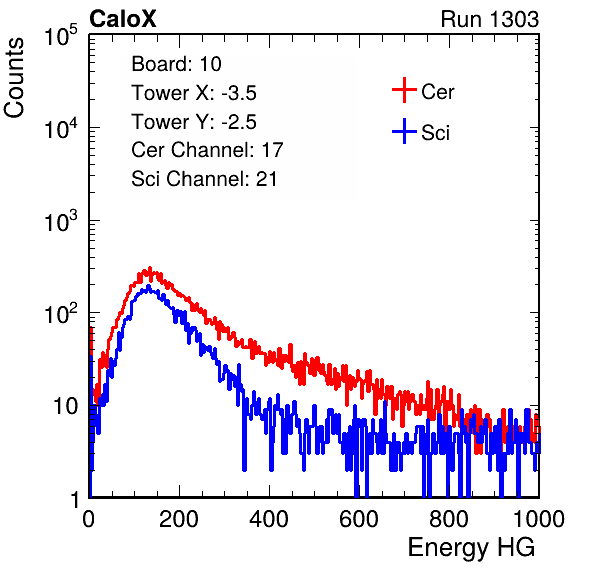 CaloX Run 1303
Counts
Board: 10
Tower X: -3.5
Tower Y: -2.5
Cer Channel: 17
Sci Channel: 21
Cer
Sci
10^5
10^4
10^3
10^2
10
1
0 200 400 600 800 1000
Energy HG